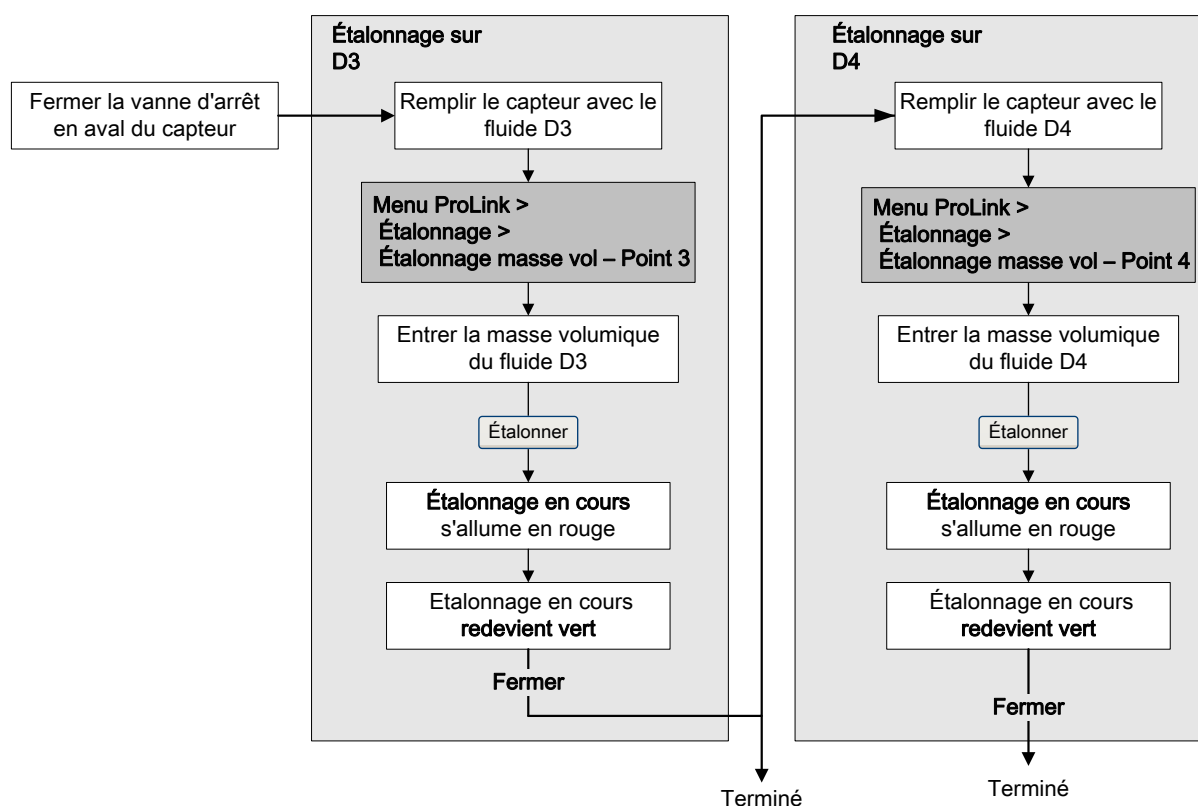 Fermer la vanne d'arrêt
en aval du capteur
Étalonnage sur
D3
Remplir le capteur avec le
fluide D3
Menu ProLink >
Étalonnage >
Étalonnage masse vol – Point 3
Entrer la masse volumique
du fluide D3
Étalonner
Étalonnage en cours
s'allume en rouge
Etalonnage en cours
redevient vert
Fermer
Terminé
Étalonnage sur
D4
Remplir le capteur avec le
fluide D4
Menu ProLink >
Étalonnage >
Étalonnage masse vol – Point 4
Entrer la masse volumique
du fluide D4
Étalonner
Étalonnage en cours
s'allume en rouge
Étalonnage en cours
redevient vert
Fermer
Terminé